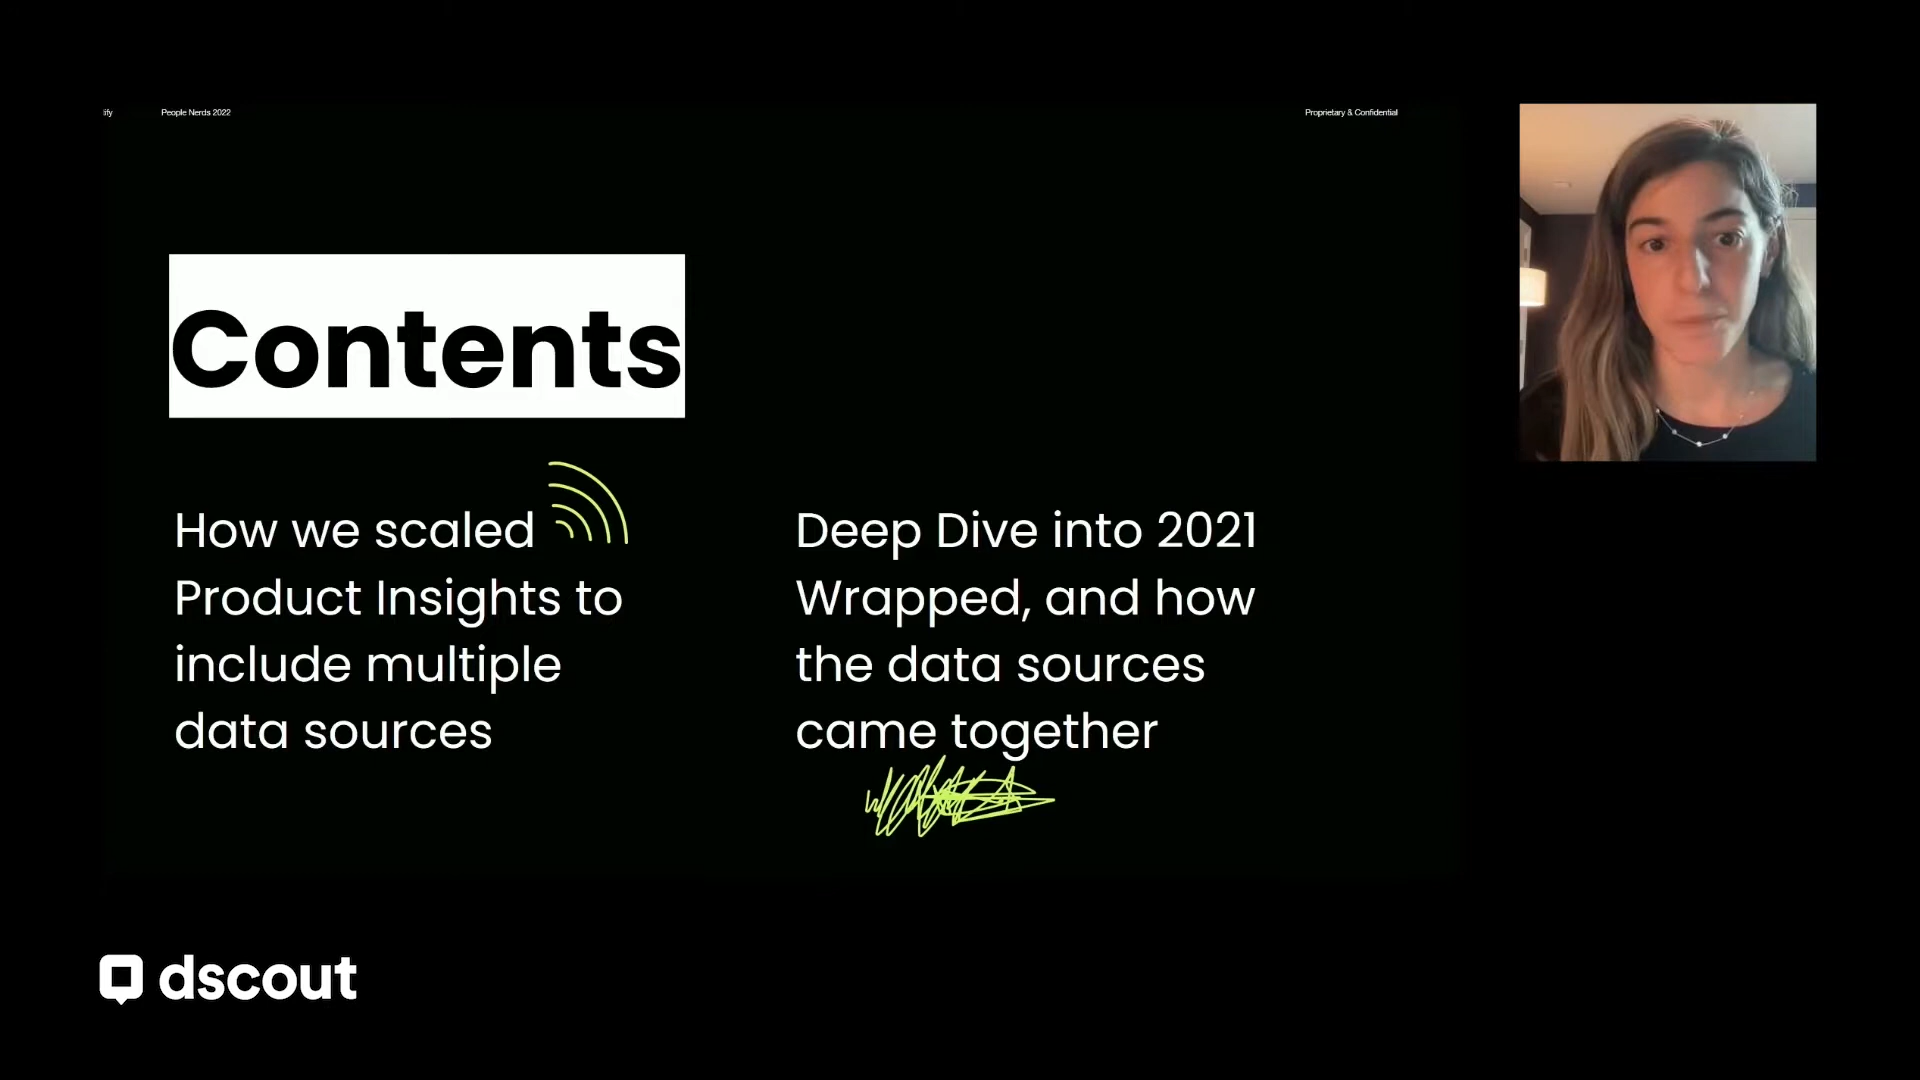 ify
People Nerds 2022
Proprietary & Confidential
Contents
How we scaled
Product Insights to
include multiple
data sources
Deep Dive into 2021
Wrapped, and how
the data sources
came together
dscout